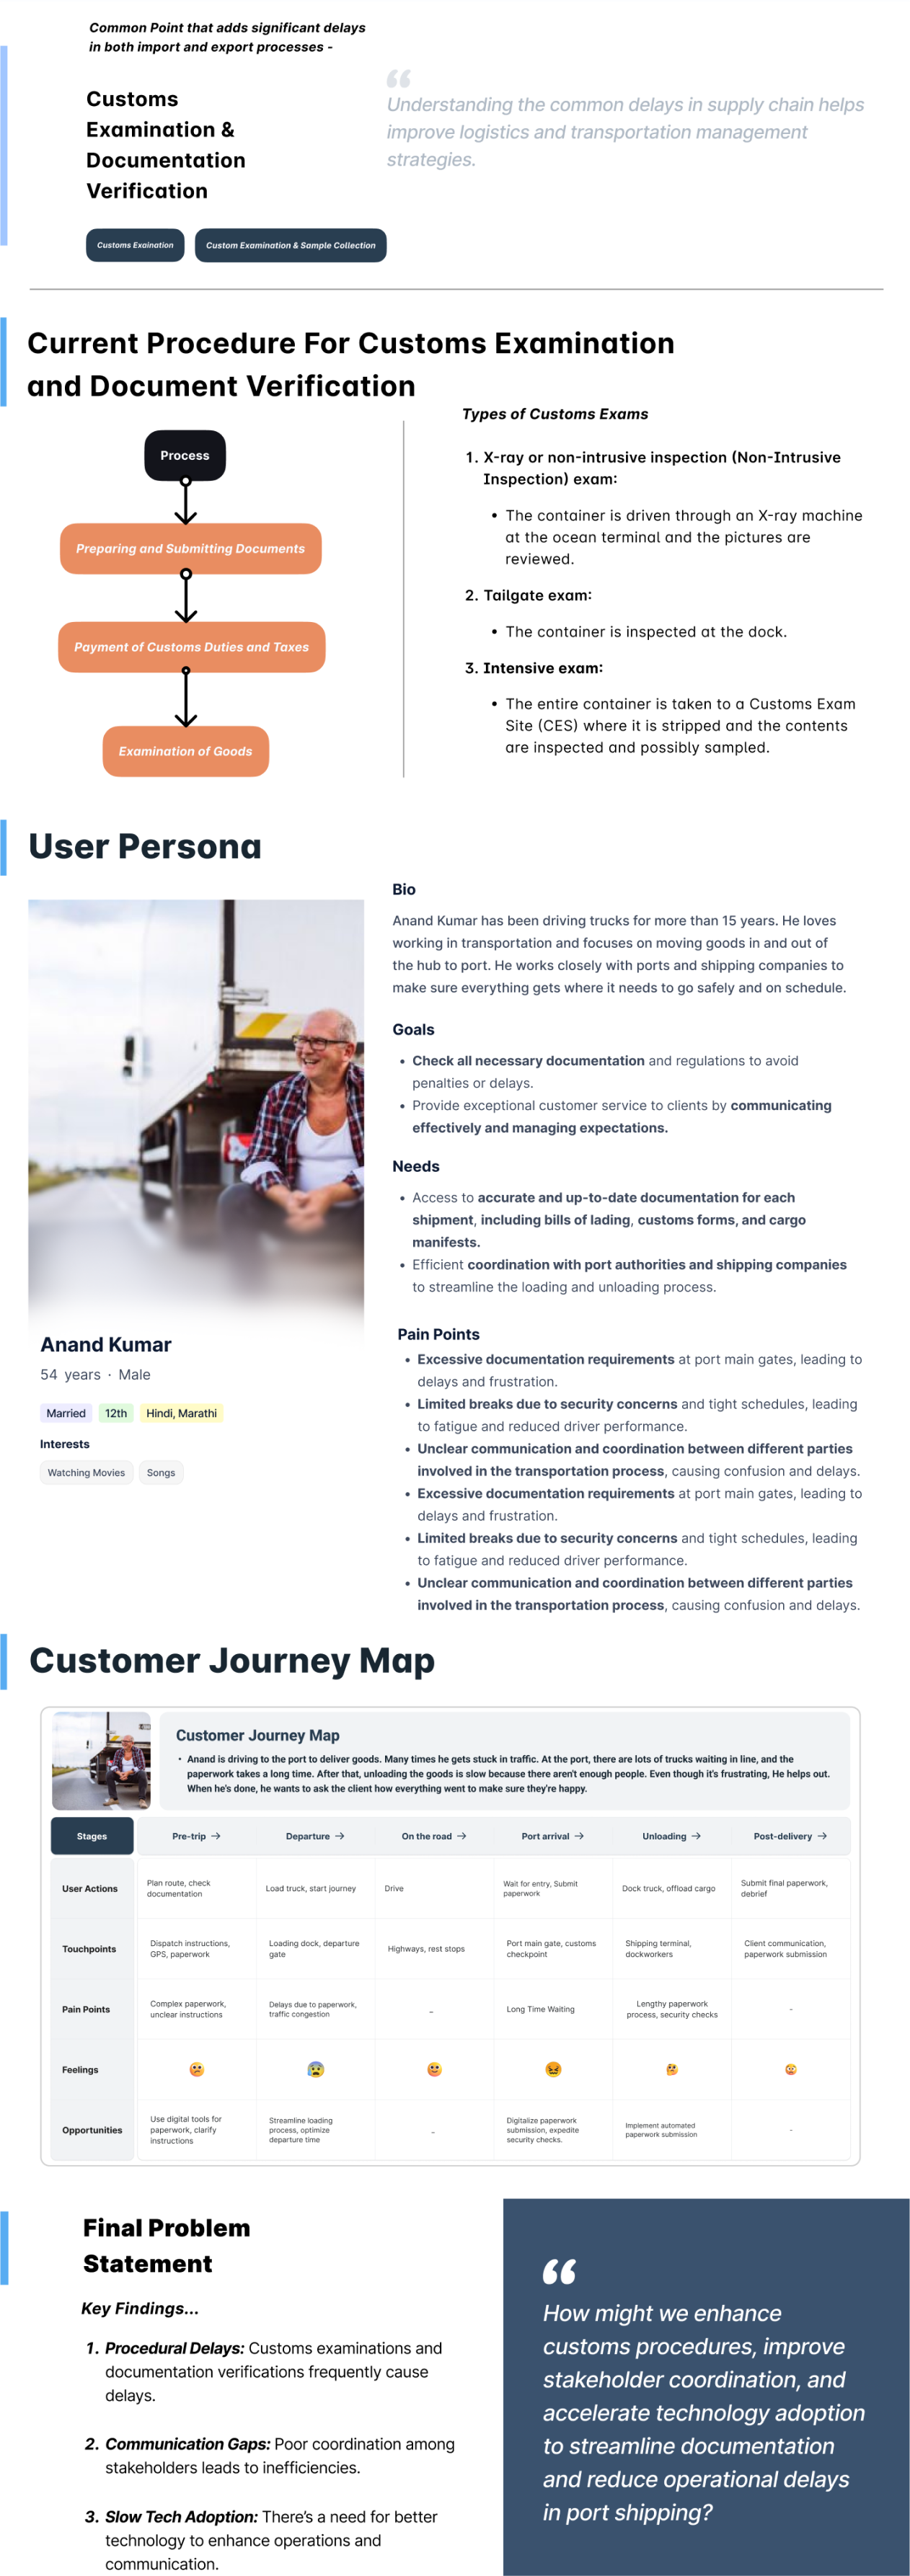 Common Point that adds significant delays
in both import and export processes -
Customs
Examination &
Documentation
Verification
“
Understanding the common delays in supply chain helps
improve logistics and transportation management
strategies.
Customs Exaination
Custom Examination & Sample Collection
Current Procedure For Customs Examination
and Document Verification
Process
Preparing and Submitting Documents
Payment of Customs Duties and Taxes
Examination of Goods
Types of Customs Exams
1. X-ray or non-intrusive inspection (Non-Intrusive
Inspection) exam:
• The container is driven through an X-ray machine
at the ocean terminal and the pictures are
reviewed.
2. Tailgate exam:
• The container is inspected at the dock.
3. Intensive exam:
• The entire container is taken to a Customs Exam
Site (CES) where it is stripped and the contents
are inspected and possibly sampled.
User Persona
Anand Kumar
54 years · Male
Married
12th
Hindi, Marathi
Interests
Watching Movies
Songs
Bio
Anand Kumar has been driving trucks for more than 15 years. He loves
working in transportation and focuses on moving goods in and out of
the hub to port. He works closely with ports and shipping companies to
make sure everything gets where it needs to go safely and on schedule.
Goals
• Check all necessary documentation and regulations to avoid
penalties or delays.
• Provide exceptional customer service to clients by communicating
effectively and managing expectations.
Needs
• Access to accurate and up-to-date documentation for each
shipment, including bills of lading, customs forms, and cargo
manifests.
• Efficient coordination with port authorities and shipping companies
to streamline the loading and unloading process.
Pain Points
• Excessive documentation requirements at port main gates, leading to
delays and frustration.
• Limited breaks due to security concerns and tight schedules, leading
to fatigue and reduced driver performance.
• Unclear communication and coordination between different parties
involved in the transportation process, causing confusion and delays.
• Excessive documentation requirements at port main gates, leading to
delays and frustration.
• Limited breaks due to security concerns and tight schedules, leading
to fatigue and reduced driver performance.
• Unclear communication and coordination between different parties
involved in the transportation process, causing confusion and delays.
Customer Journey Map
Customer Journey Map
• Anand is driving to the port to deliver goods. Many times he gets stuck in traffic. At the port, there are lots of trucks waiting in line, and the
paperwork takes a long time. After that, unloading the goods is slow because there aren't enough people. Even though it's frustrating, He helps out.
When he's done, he wants to ask the client how everything went to make sure they're happy.
Stages
Pre-trip →
Departure →
On the road →
Port arrival →
Unloading →
Post-delivery →
User Actions
Plan route, check
documentation
Load truck, start journey
Drive
Wait for entry, Submit
paperwork
Dock truck, offload cargo
Submit final paperwork,
debrief
Touchpoints
Dispatch instructions,
GPS, paperwork
Loading dock, departure
gate
Highways, rest stops
Port main gate, customs
checkpoint
Shipping terminal,
dockworkers
Client communication,
paperwork submission
Pain Points
Complex paperwork,
unclear instructions
Delays due to paperwork,
traffic congestion
-
Long Time Waiting
Lengthy paperwork
process, security checks
-
Feelings
Opportunities
Use digital tools for
paperwork, clarify
instructions
Streamline loading
process, optimize
departure time
-
Digitalize paperwork
submission, expedite
security checks.
Implement automated
paperwork submission
-
Final Problem
Statement
Key Findings...
1. Procedural Delays: Customs examinations and
documentation verifications frequently cause
delays.
2. Communication Gaps: Poor coordination among
stakeholders leads to inefficiencies.
3. Slow Tech Adoption: There's a need for better
technology to enhance operations and
communication.
“
How might we enhance
customs procedures, improve
stakeholder coordination, and
accelerate technology adoption
to streamline documentation
and reduce operational delays
in port shipping?